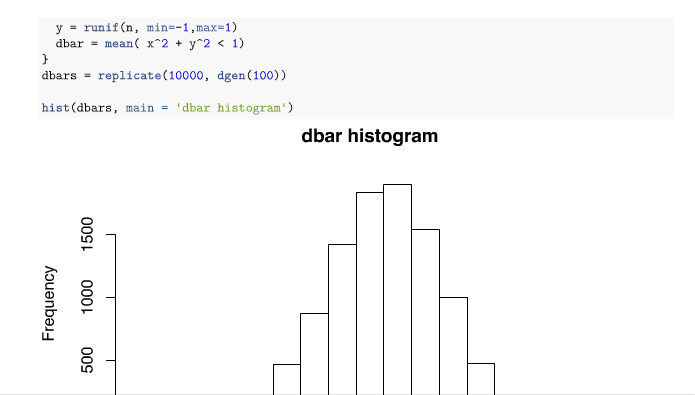 y = runif(n, min=-1,max=1)
dbar = mean( x^2 + y^2 < 1)
}
dbars = replicate(10000, dgen(100))
hist(dbars, main = 'dbar histogram')
dbar histogram
Frequency
1500
1000
500